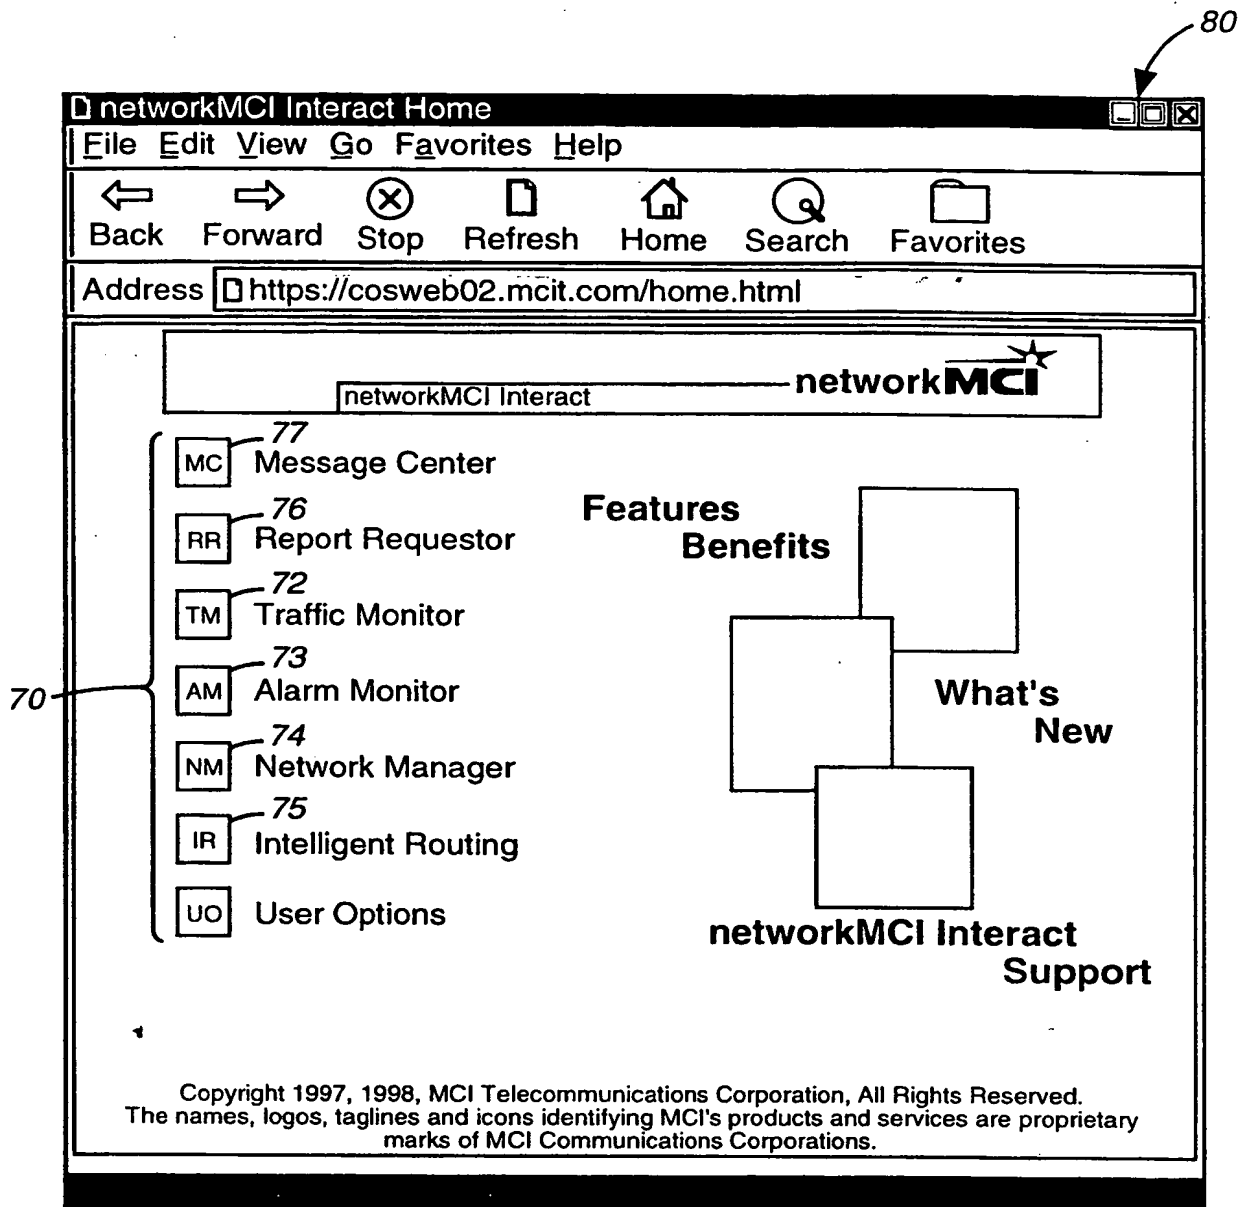 80
networkMCI Interact Home
File Edit View Go Favorites Help
Back Forward Stop Refresh Home Search Favorites
Address https://cosweb02.mcit.com/home.html
networkMCI
networkMCI Interact
70
77
MC Message Center
76
RR Report Requestor
72
TM Traffic Monitor
73
AM Alarm Monitor
74
NM Network Manager
75
IR Intelligent Routing
UO User Options
Features
Benefits
What's
New
networkMCI Interact
Support
Copyright 1997, 1998, MCI Telecommunications Corporation, All Rights Reserved.
The names, logos, taglines and icons identifying MCI's products and services are proprietary
marks of MCI Communications Corporations.